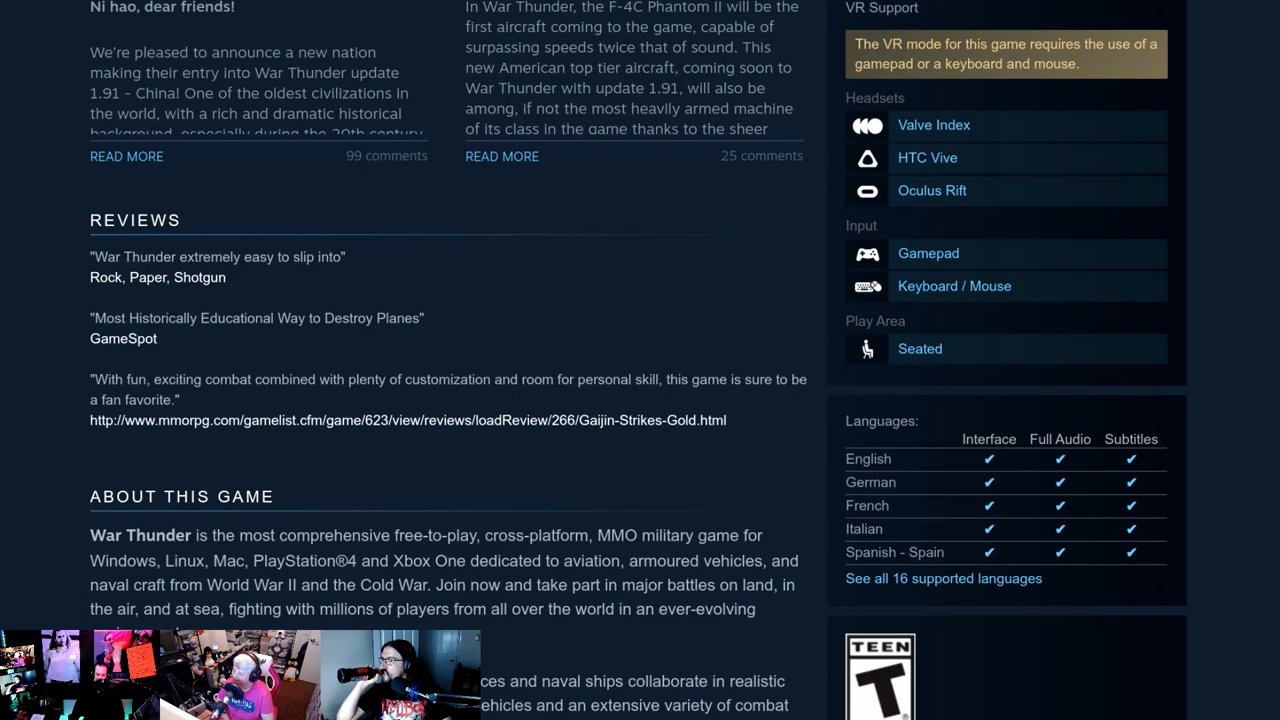 Ni hao, dear friends!
We're pleased to announce a new nation
making their entry into War Thunder update
1.91 - China! One of the oldest civilizations in
the world, with a rich and dramatic historical
background, especially during the 20th century
READ MORE
99 comments
In War Thunder, the F-4C Phantom II will be the
first aircraft coming to the game, capable of
surpassing speeds twice that of sound. This
new American top tier aircraft, coming soon to
War Thunder with update 1.91, will also be
among, if not the most heavily armed machine
of its class in the game thanks to the sheer
READ MORE
25 comments
REVIEWS
"War Thunder extremely easy to slip into"
Rock, Paper, Shotgun
"Most Historically Educational Way to Destroy Planes"
GameSpot
"With fun, exciting combat combined with plenty of customization and room for personal skill, this game is sure to be
a fan favorite."
http://www.mmorpg.com/gamelist.cfm/game/623/view/reviews/loadReview/266/Gaijin-Strikes-Gold.html
ABOUT THIS GAME
War Thunder is the most comprehensive free-to-play, cross-platform, MMO military game for
Windows, Linux, Mac, PlayStation®4 and Xbox One dedicated to aviation, armoured vehicles, and
naval craft from World War II and the Cold War. Join now and take part in major battles on land, in
the air, and at sea, fighting with millions of players from all over the world in an ever-evolving
ces and naval ships collaborate in realistic
ehicles and an extensive variety of combat
VR Support
The VR mode for this game requires the use of a
gamepad or a keyboard and mouse.
Headsets
Valve Index
HTC Vive
Oculus Rift
Input
Gamepad
Keyboard / Mouse
Play Area
Seated
Languages:
Interface Full Audio Subtitles
English ✔ ✔ ✔
German ✔ ✔ ✔
French ✔ ✔ ✔
Italian ✔ ✔ ✔
Spanish - Spain ✔ ✔ ✔
See all 16 supported languages
TEEN
T